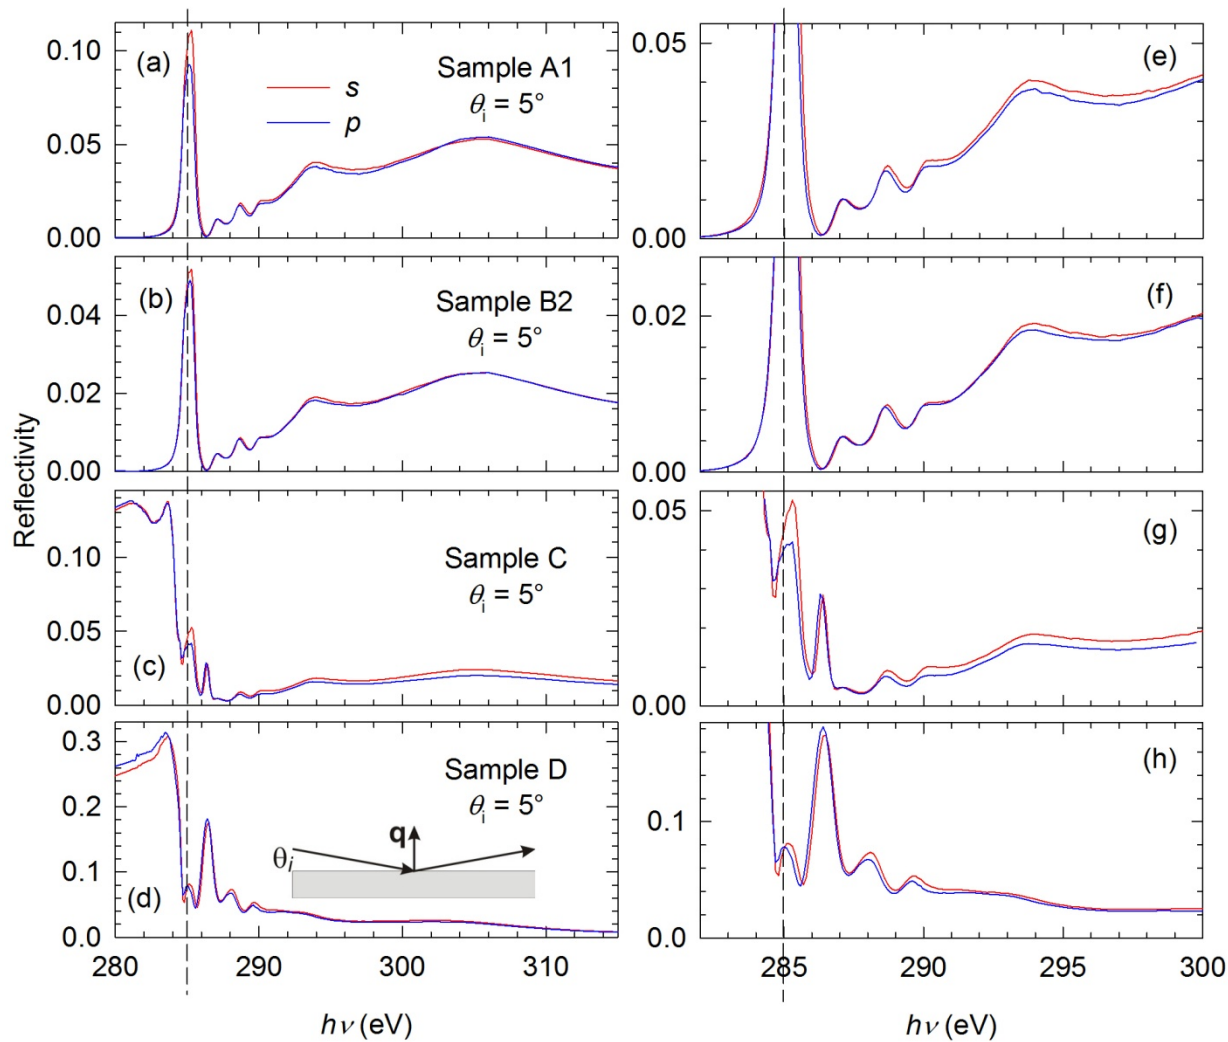 Reflectivity
0.10
0.05
0.00
(a)
s
p
Sample A1
θi = 5°
0.05
0.00
(e)
0.04
0.02
0.00
(b)
Sample B2
θi = 5°
0.02
0.00
(f)
0.10
0.05
0.00
(c)
Sample C
θi = 5°
0.05
0.00
(g)
0.3
0.2
0.1
0.0
(d)
Sample D
θi = 5°
θi
q
0.1
0.0
(h)
280 290 300 310
285 290 295 300
hν (eV)
hν (eV)